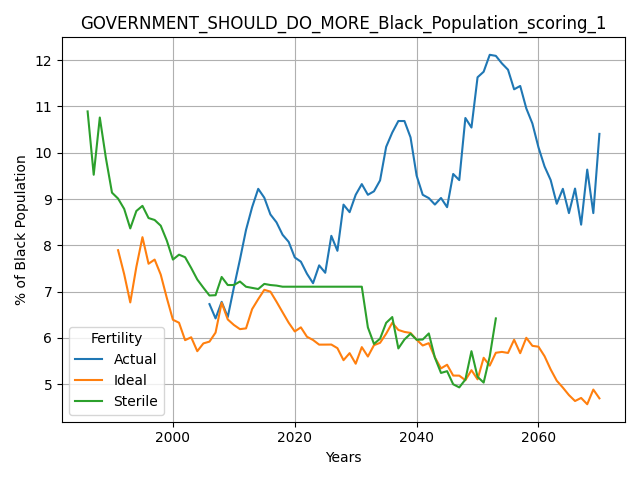 GOVERNMENT_SHOULD_DO_MORE_Black_Population_scoring_1
12
11
10
9
8
7
6
5
% of Black Population
Fertility
Actual
Ideal
Sterile
2000
2020
2040
2060
Years